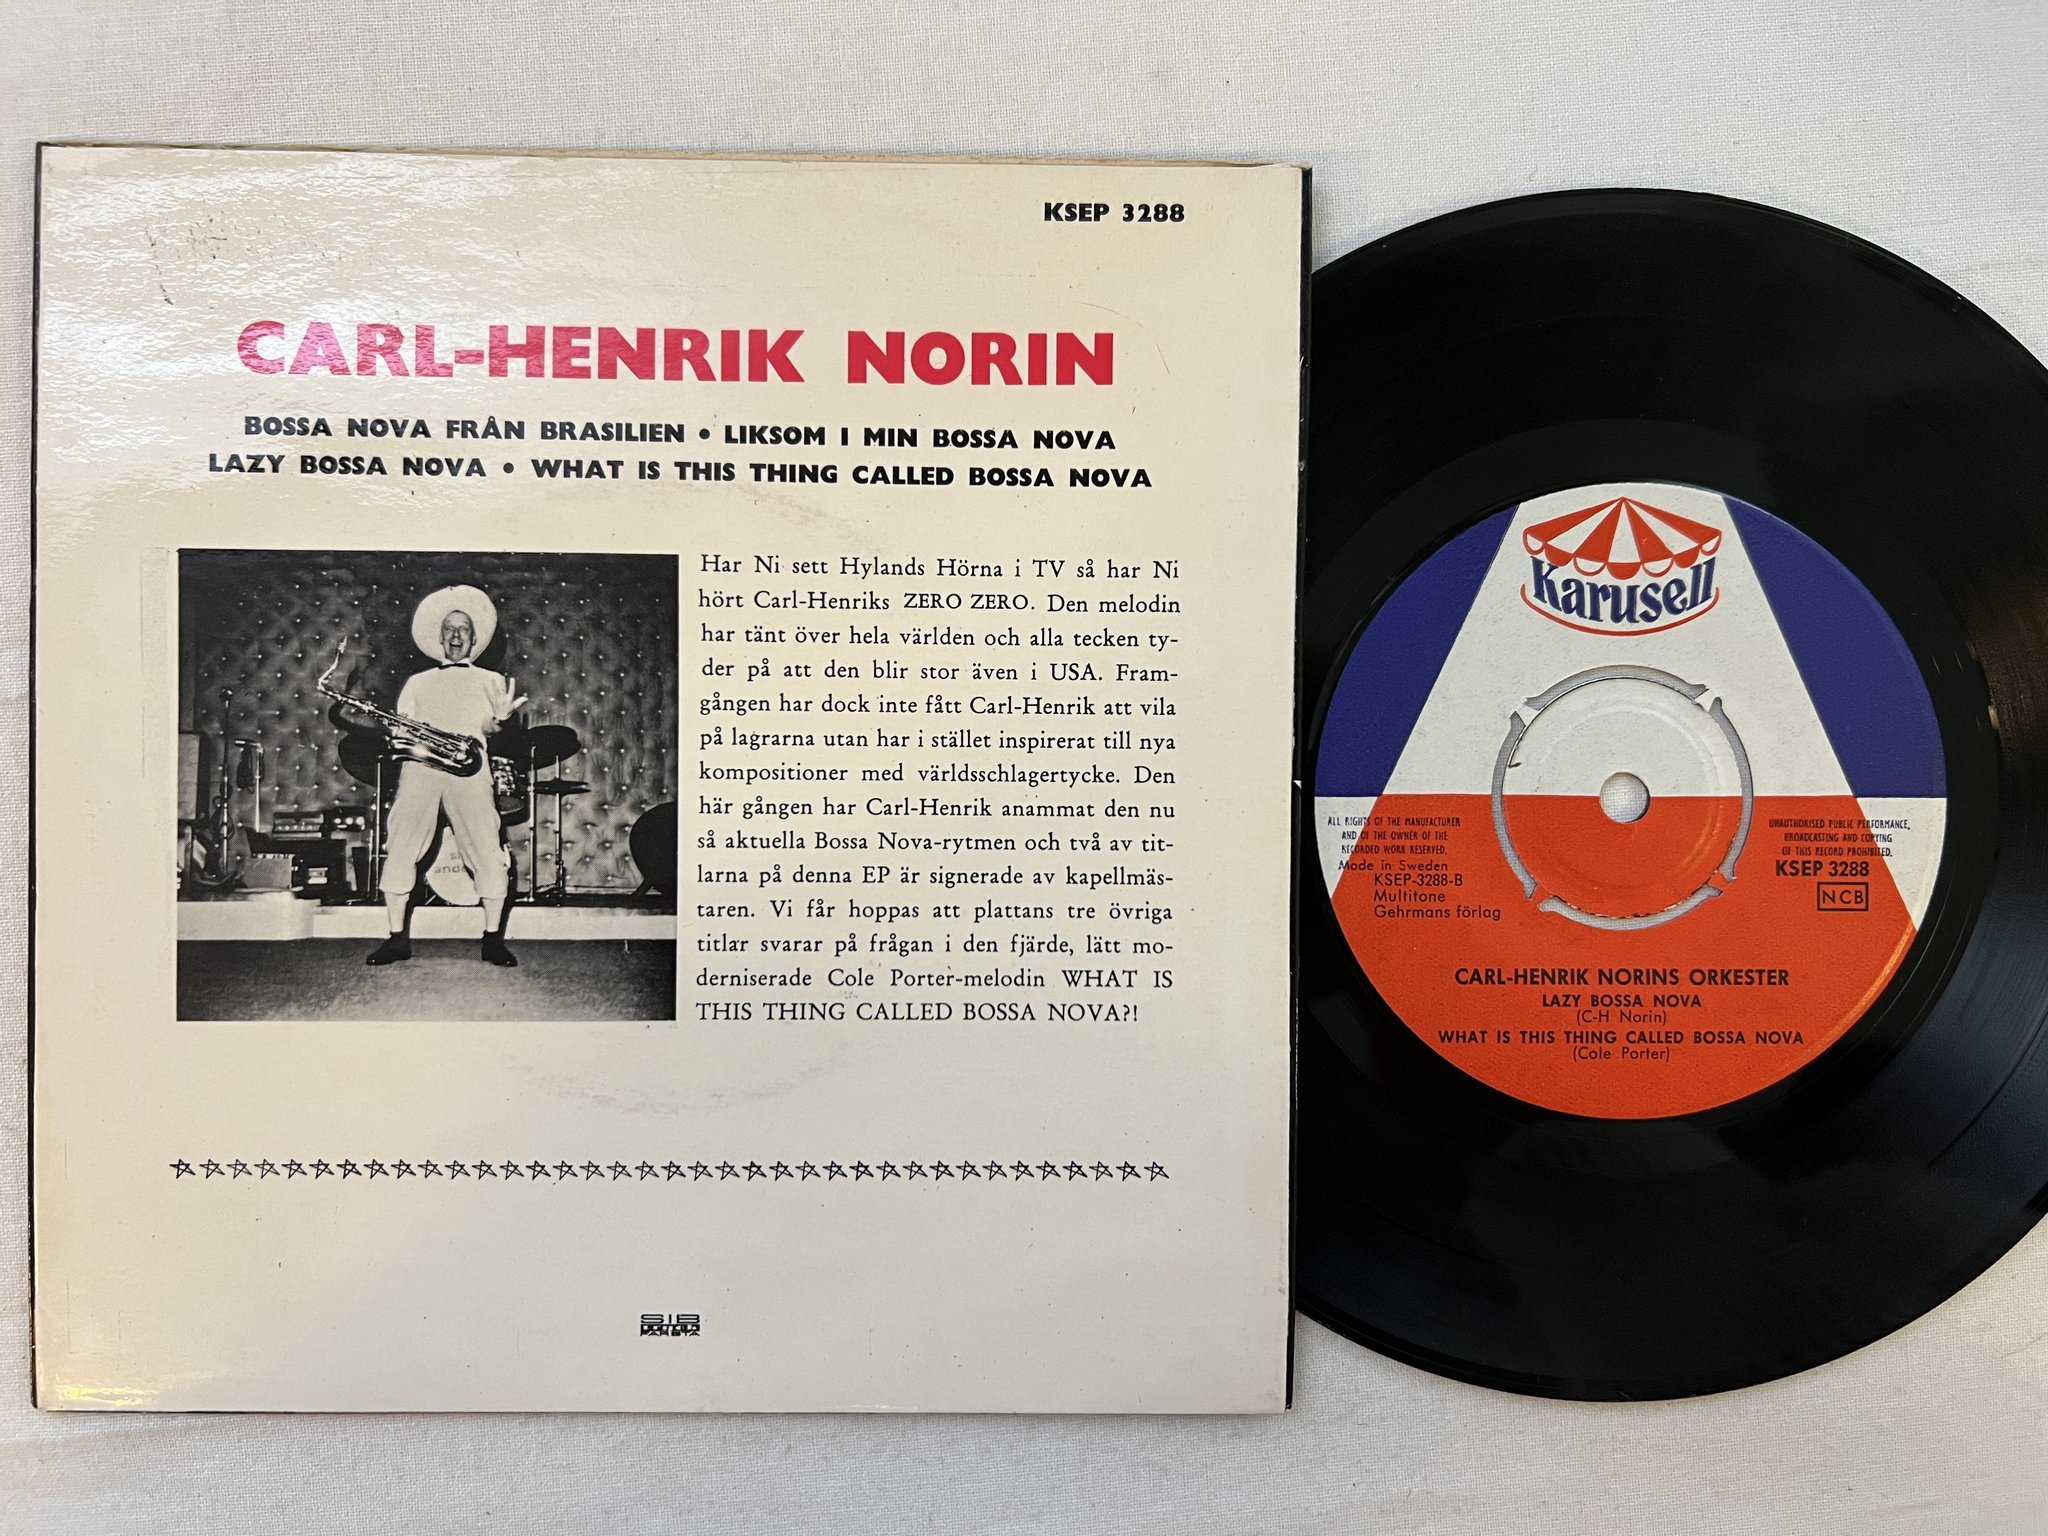 KSEP 3288
CARL-HENRIK NORIN
BOSSA NOVA FRÅN BRASILIEN • LIKSOM I MIN BOSSA NOVA
LAZY BOSSA NOVA • WHAT IS THIS THING CALLED BOSSA NOVA
Har Ni sett Hylands Hörna i TV så har Ni
hört Carl-Henriks ZERO ZERO. Den melodin
har tänt över hela världen och alla tecken ty-
der på att den blir stor även i USA. Fram-
gången har dock inte fått Carl-Henrik att vila
på lagrarna utan har i stället inspirerat till nya
kompositioner med världsschlagertycke. Den
här gången har Carl-Henrik anammat den nu
så aktuella Bossa Nova-rytmen och två av tit-
larna på denna EP är signerade av kapellmäs-
taren. Vi får hoppas att plattans tre övriga
titlar svarar på frågan i den fjärde, lätt mo-
derniserade Cole Porter-melodin WHAT IS
THIS THING CALLED BOSSA NOVA?!
SIB
Karusell
ALL RIGHTS OF THE MANUFACTURER
AND OF THE OWNER OF THE
RECORDED WORK RESERVED.
Made in Sweden
KSEP-3288-B
Multitone
Gehrmans förlag
UNAUTHORISED PUBLIC PERFORMANCE,
BROADCASTING AND COPYING
OF THIS RECORD PROHIBITED.
KSEP 3288
NCB
CARL-HENRIK NORINS ORKESTER
LAZY BOSSA NOVA
(C-H Norin)
WHAT IS THIS THING CALLED BOSSA NOVA
(Cole Porter)